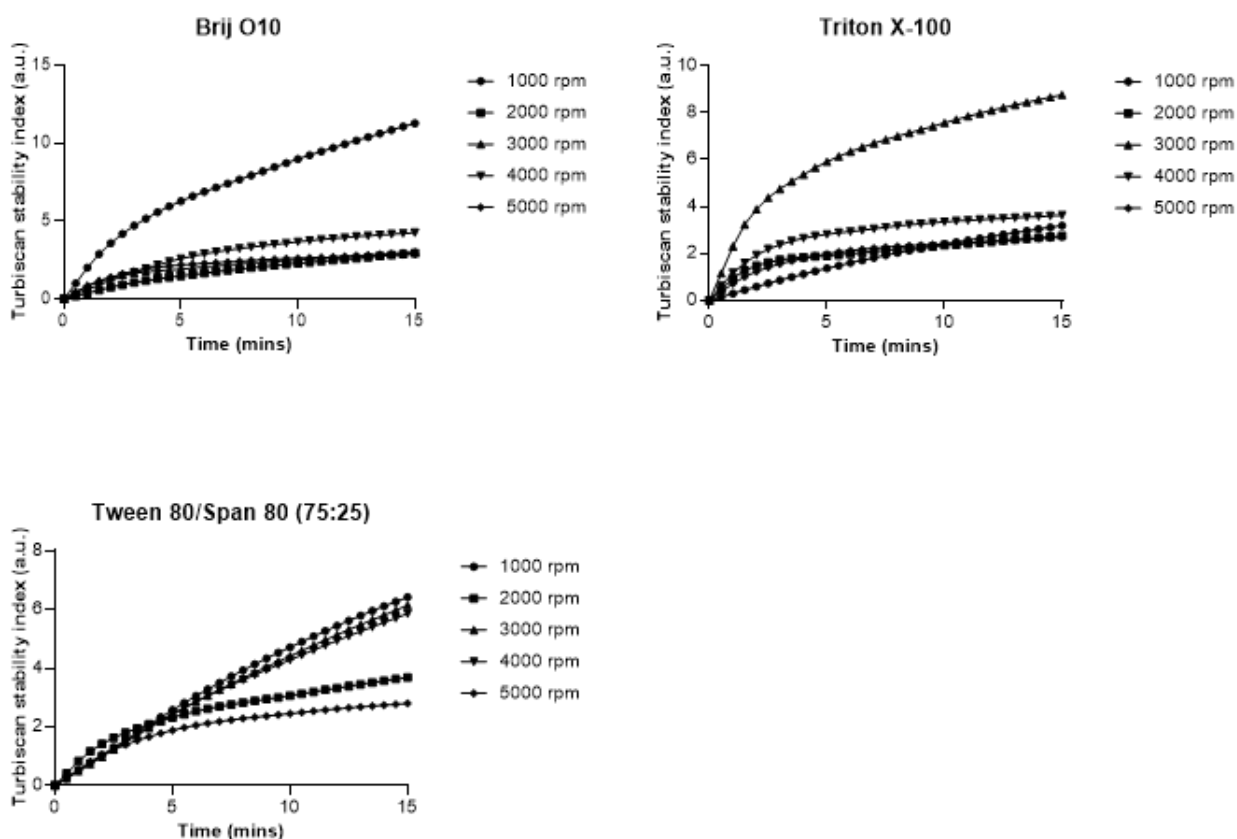 Brij O10
Turbiscan stability index (a.u.)
15
10
5
0
0
5
10
15
Time (mins)
1000 rpm
2000 rpm
3000 rpm
4000 rpm
5000 rpm
Triton X-100
Turbiscan stability index (a.u.)
10
8
6
4
2
0
0
5
10
15
Time (mins)
1000 rpm
2000 rpm
3000 rpm
4000 rpm
5000 rpm
Tween 80/Span 80 (75:25)
Turbiscan stability index (a.u.)
8
6
4
2
0
0
5
10
15
Time (mins)
1000 rpm
2000 rpm
3000 rpm
4000 rpm
5000 rpm